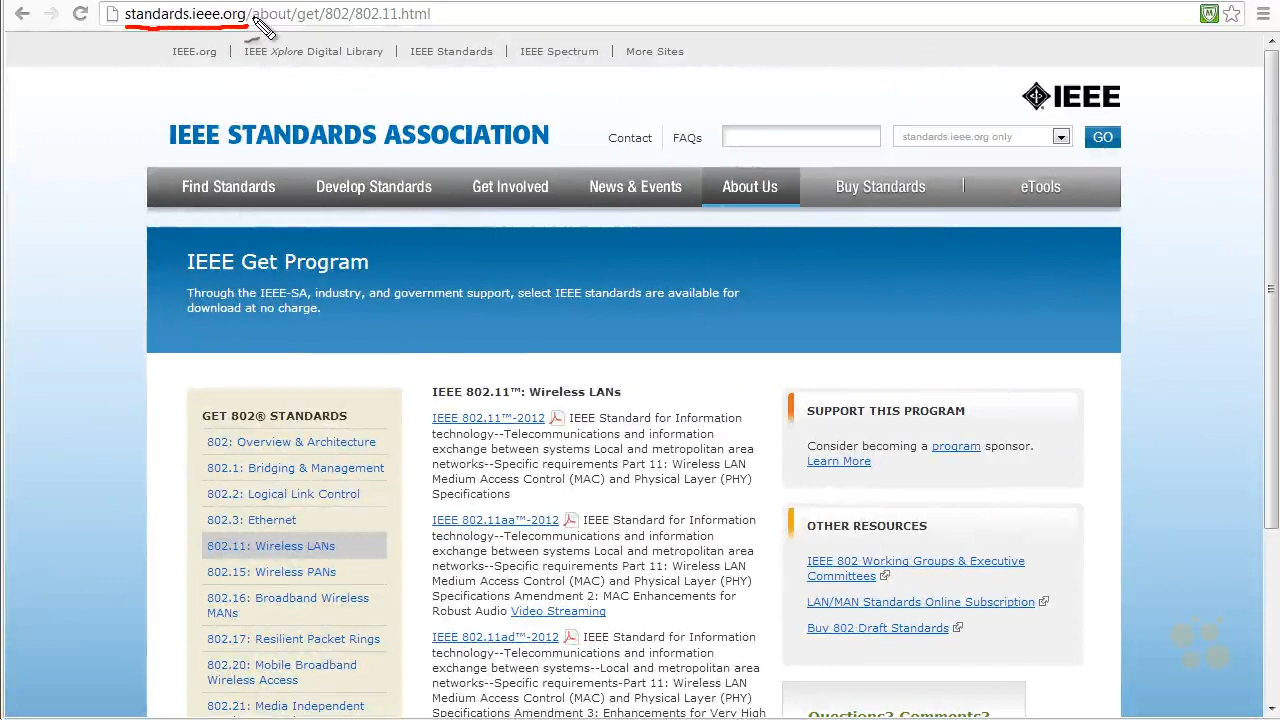 standards.ieee.org/about/get/802/802.11.html
IEEE.org | IEEE Xplore Digital Library | IEEE Standards | IEEE Spectrum | More Sites
IEEE
IEEE STANDARDS ASSOCIATION
Contact | FAQs
standards.ieee.org only
GO
Find Standards
Develop Standards
Get Involved
News & Events
About Us
Buy Standards
eTools
IEEE Get Program
Through the IEEE-SA, industry, and government support, select IEEE standards are available for
download at no charge.
GET 802® STANDARDS
802: Overview & Architecture
802.1: Bridging & Management
802.2: Logical Link Control
802.3: Ethernet
802.11: Wireless LANs
802.15: Wireless PANs
802.16: Broadband Wireless
MANs
802.17: Resilient Packet Rings
802.20: Mobile Broadband
Wireless Access
802.21: Media Independent
IEEE 802.11™: Wireless LANs
IEEE 802.11™-2012 IEEE Standard for Information
technology--Telecommunications and information
exchange between systems Local and metropolitan area
networks--Specific requirements Part 11: Wireless LAN
Medium Access Control (MAC) and Physical Layer (PHY)
Specifications
IEEE 802.11aa™-2012 IEEE Standard for Information
technology--Telecommunications and information
exchange between systems Local and metropolitan area
networks--Specific requirements Part 11: Wireless LAN
Medium Access Control (MAC) and Physical Layer (PHY)
Specifications Amendment 2: MAC Enhancements for
Robust Audio Video Streaming
IEEE 802.11ad™-2012 IEEE Standard for Information
technology--Telecommunications and information
exchange between systems--Local and metropolitan area
networks--Specific requirements-Part 11: Wireless LAN
Medium Access Control (MAC) and Physical Layer (PHY)
Specifications Amendment 3: Enhancements for Very High
SUPPORT THIS PROGRAM
Consider becoming a program sponsor.
Learn More
OTHER RESOURCES
IEEE 802 Working Groups & Executive
Committees
LAN/MAN Standards Online Subscription
Buy 802 Draft Standards
Questions? Comments?